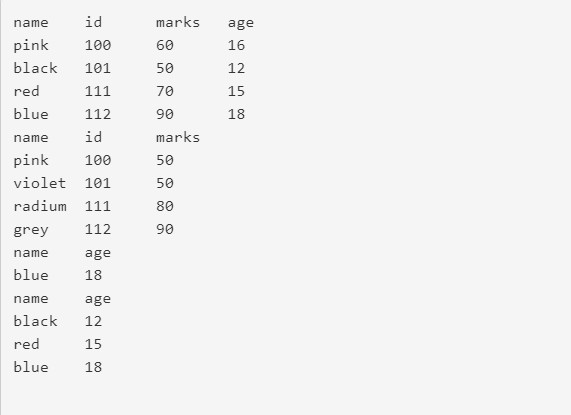 name    id      marks   age
pink    100     60      16
black   101     50      12
red     111     70      15
blue    112     90      18
name    id      marks
pink    100     50
violet  101     50
radium  111     80
grey    112     90
name    age
blue    18
name    age
black   12
red     15
blue    18